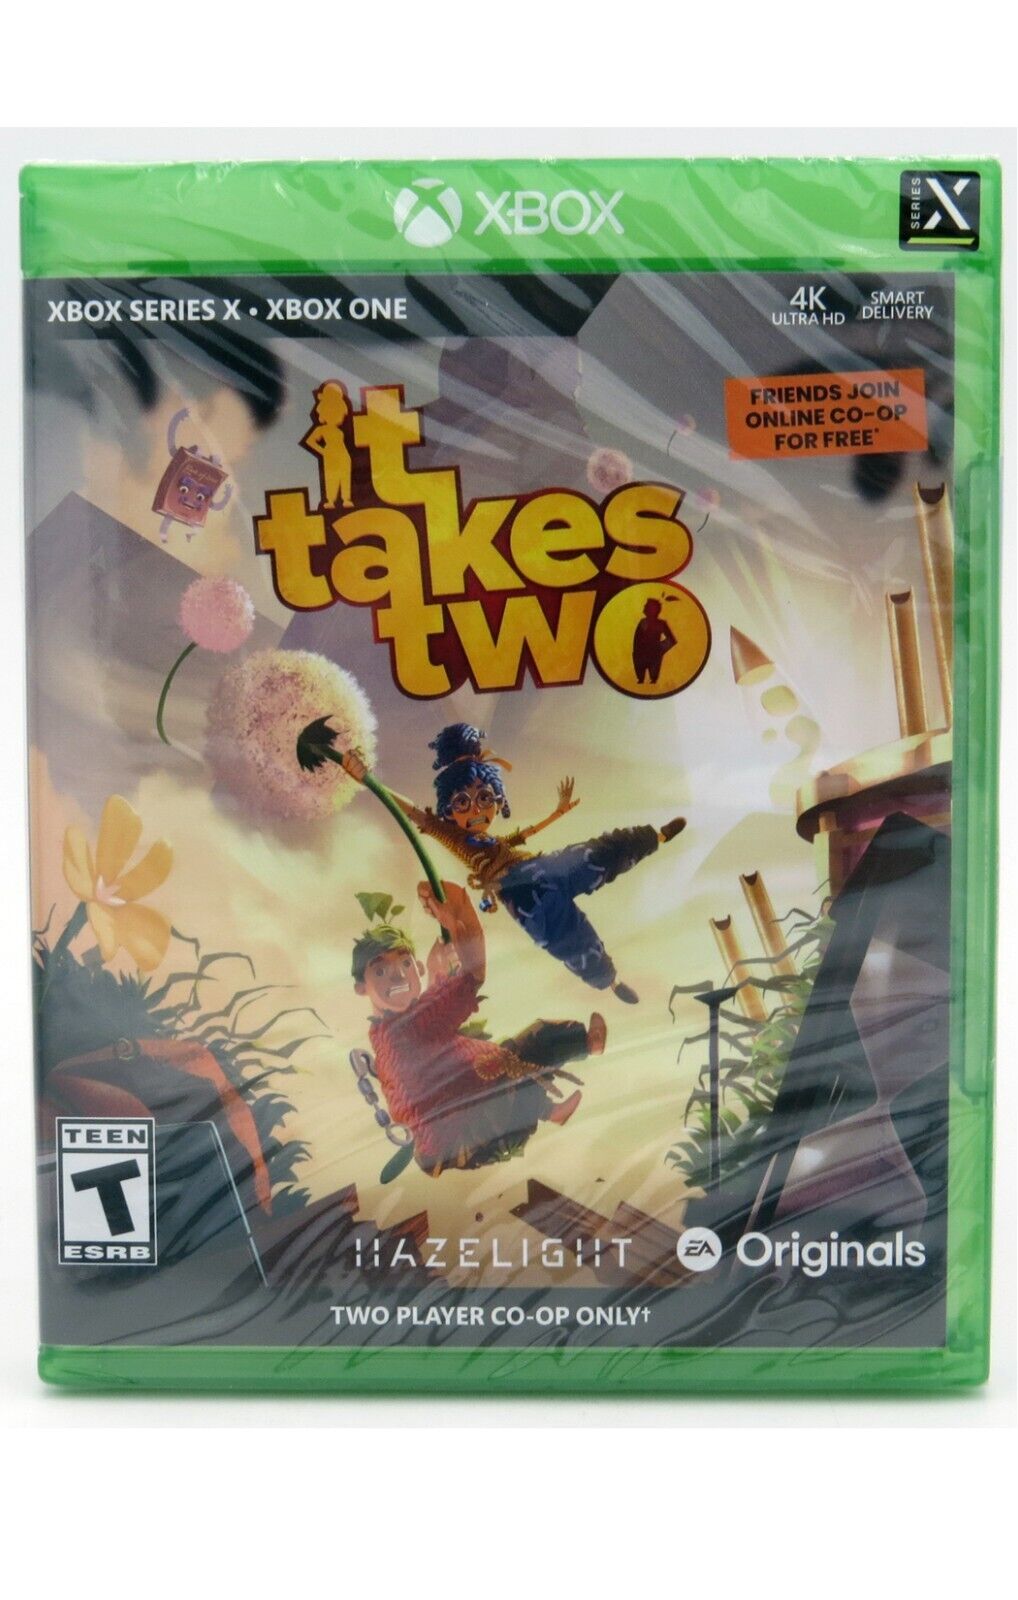 XBOX
SERIES X
XBOX SERIES X • XBOX ONE
4K
ULTRA HD
SMART
DELIVERY
FRIENDS JOIN
ONLINE CO-OP
FOR FREE*
it
takes
two
TEEN
T
ESRB
HAZELIGHT
EA Originals
TWO PLAYER CO-OP ONLY†